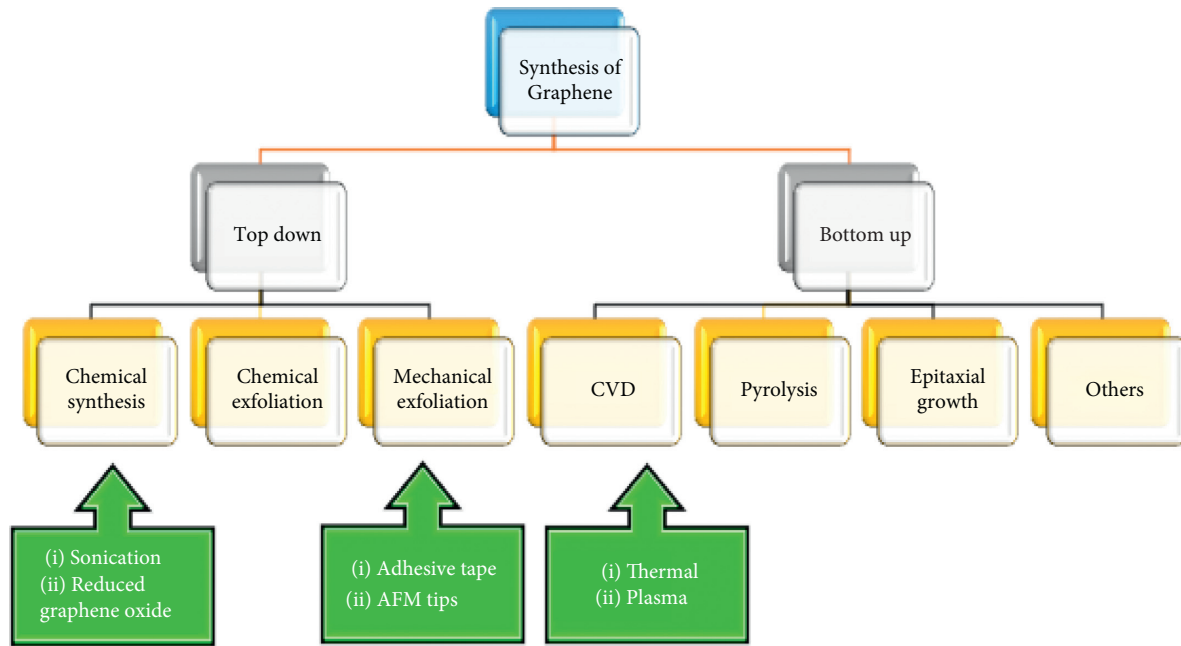 Synthesis of
Graphene
Top down
Bottom up
Chemical
synthesis
Chemical
exfoliation
Mechanical
exfoliation
CVD
Pyrolysis
Epitaxial
growth
Others
(i) Sonication
(ii) Reduced
graphene oxide
(i) Adhesive tape
(ii) AFM tips
(i) Thermal
(ii) Plasma